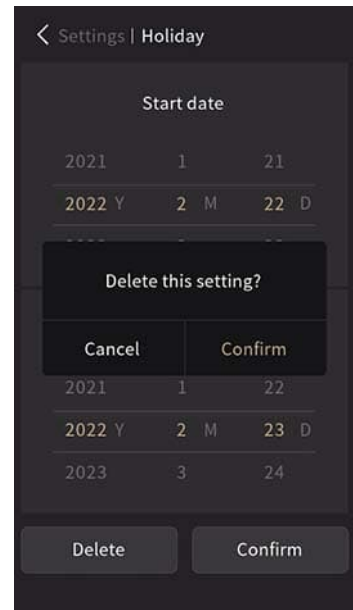 Settings | Holiday
Start date
2021 1 21
2022 Y 2 M 22 D
Delete this setting?
Cancel Confirm
2021 1 22
2022 Y 2 M 23 D
2023 3 24
Delete Confirm